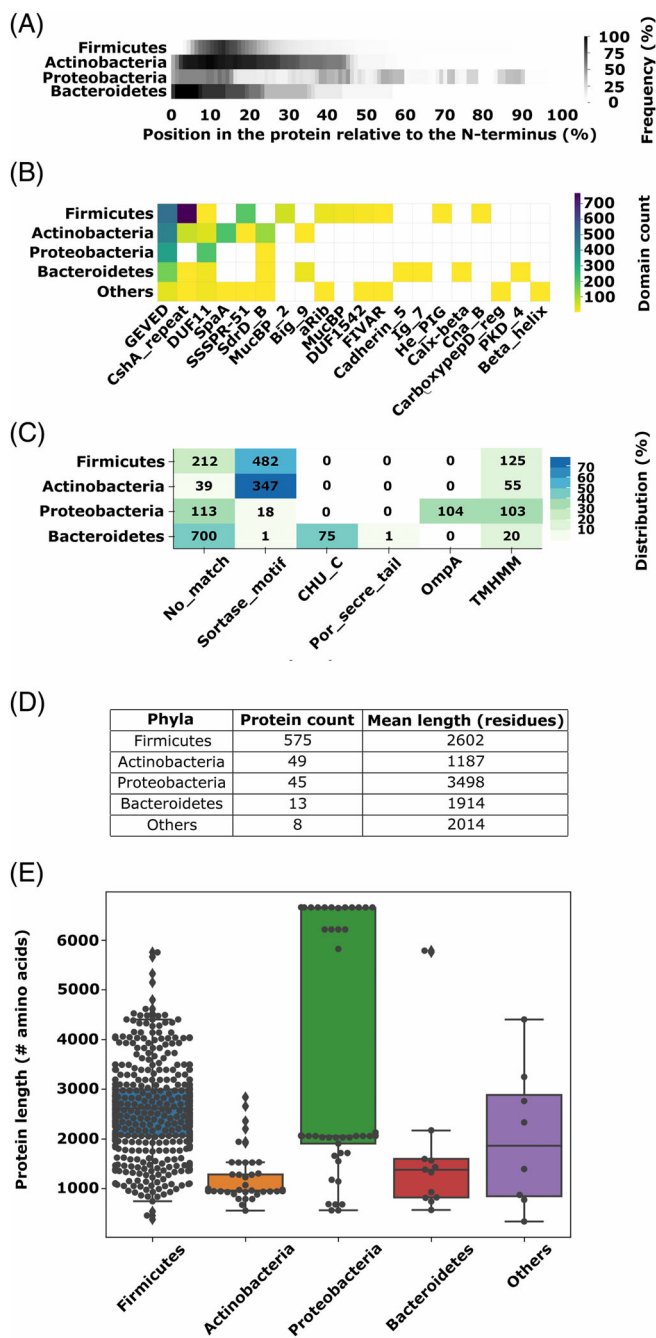 (A)
Firmicutes
Actinobacteria
Proteobacteria
Bacteroidetes
0 10 20 30 40 50 60 70 80 90 100
Position in the protein relative to the N-terminus (%)
100
75
50
25
0
Frequency (%)
(B)
Firmicutes
Actinobacteria
Proteobacteria
Bacteroidetes
Others
GEVED
CshA_repeat
DUF11
SpaA
SSSPR-51
SdrD_B
MucBP_2
Big_9
aRib
MucBP
DUF1542
FIVAR
Cadherin_5
Ig_7
He_PIG
Calx-beta
Cna_B
CarboxypepD_reg
PKD_4
Beta_helix
700
600
500
400
300
200
100
Domain count
(C)
Firmicutes 212 482 0 0 0 125
Actinobacteria 39 347 0 0 0 55
Proteobacteria 113 18 0 0 104 103
Bacteroidetes 700 1 75 1 0 20
No_match
Sortase_motif
CHU_C
Por_secre_tail
OmpA
TMHMM
70
60
50
40
30
20
10
Distribution (%)
(D)
Phyla Protein count Mean length (residues)
Firmicutes 575 2602
Actinobacteria 49 1187
Proteobacteria 45 3498
Bacteroidetes 13 1914
Others 8 2014
(E)
Protein length (# amino acids)
6000
5000
4000
3000
2000
1000
Firmicutes
Actinobacteria
Proteobacteria
Bacteroidetes
Others